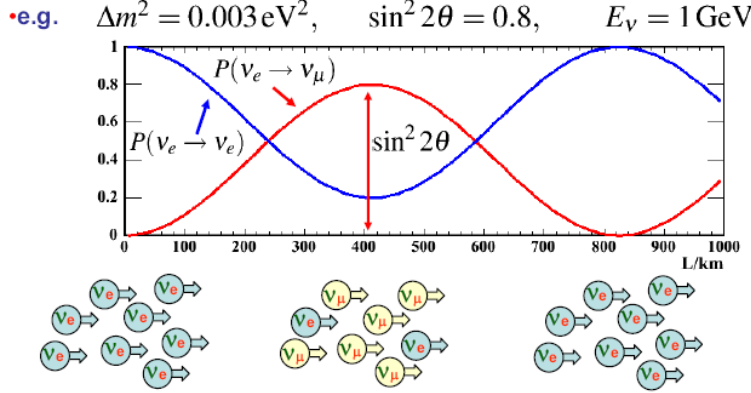 •e.g. Δm² = 0.003 eV², sin² 2θ = 0.8, E_ν = 1 GeV
1
0.8
0.6
0.4
0.2
0
P(ν_e → ν_μ)
P(ν_e → ν_e)
sin² 2θ
0 100 200 300 400 500 600 700 800 900 1000
L/km
ν_e ν_e ν_μ ν_μ ν_e ν_e
ν_e ν_e ν_e ν_μ ν_e ν_e
ν_e ν_e ν_e ν_μ ν_μ ν_e ν_e ν_e ν_e
ν_e ν_μ ν_e